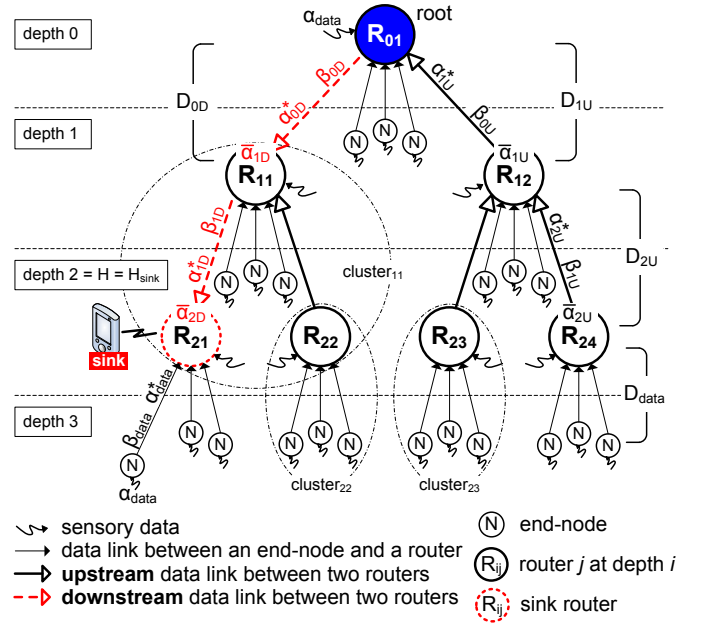 depth 0
α_data
R_01
root
D_0D
β_0D
α*_0D
α*_1U
β_0U
D_1U
N N N
depth 1
ᾱ_1D
R_11
ᾱ_1U
R_12
β_1D
α*_1D
N N N
cluster_11
N N N
α*_2U
β_1U
D_2U
depth 2 = H = H_sink
sink
ᾱ_2D
R_21
R_22
R_23
ᾱ_2U
R_24
β_data α*_data
D_data
depth 3
N N N
N N N
N N N
N N N
α_data
cluster_22
cluster_23
sensory data
data link between an end-node and a router
upstream data link between two routers
downstream data link between two routers
N end-node
R_ij router j at depth i
R_ij sink router